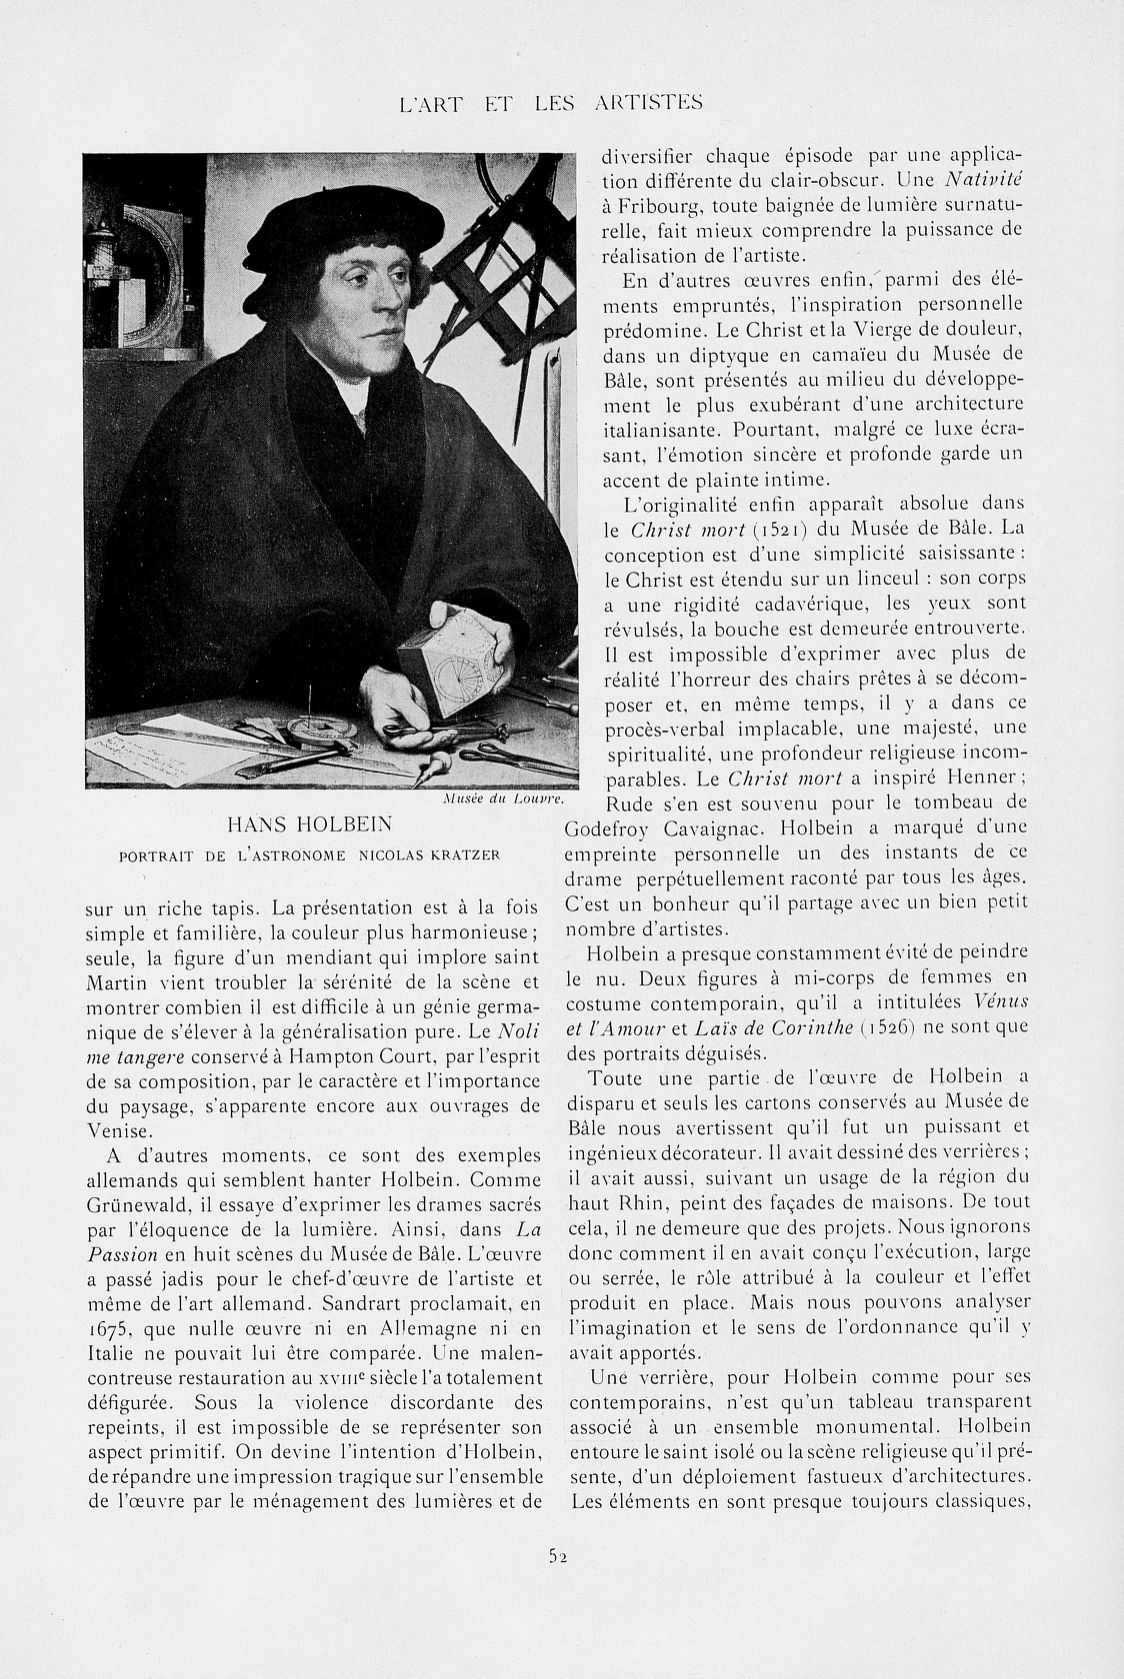 L'ART ET LES ARTISTES
Musée du Louvre.
HANS HOLBEIN
PORTRAIT DE L'ASTRONOME NICOLAS KRATZER
sur un riche tapis. La présentation est à la fois
simple et familière, la couleur plus harmonieuse ;
seule, la figure d'un mendiant qui implore saint
Martin vient troubler la sérénité de la scène et
montrer combien il est difficile à un génie germa-
nique de s'élever à la généralisation pure. Le Noli
me tangere conservé à Hampton Court, par l'esprit
de sa composition, par le caractère et l'importance
du paysage, s'apparente encore aux ouvrages de
Venise.
A d'autres moments, ce sont des exemples
allemands qui semblent hanter Holbein. Comme
Grünewald, il essaye d'exprimer les drames sacrés
par l'éloquence de la lumière. Ainsi, dans La
Passion en huit scènes du Musée de Bâle. L'œuvre
a passé jadis pour le chef-d'œuvre de l'artiste et
même de l'art allemand. Sandrart proclamait, en
1675, que nulle œuvre ni en Allemagne ni en
Italie ne pouvait lui être comparée. Une malen-
contreuse restauration au XVIIIe siècle l'a totalement
défigurée. Sous la violence discordante des
repeints, il est impossible de se représenter son
aspect primitif. On devine l'intention d'Holbein,
de répandre une impression tragique sur l'ensemble
de l'œuvre par le ménagement des lumières et de
diversifier chaque épisode par une applica-
tion différente du clair-obscur. Une Nativité
à Fribourg, toute baignée de lumière surnatu-
relle, fait mieux comprendre la puissance de
réalisation de l'artiste.
En d'autres œuvres enfin, parmi des élé-
ments empruntés, l'inspiration personnelle
prédomine. Le Christ et la Vierge de douleur,
dans un diptyque en camaïeu du Musée de
Bâle, sont présentés au milieu du développe-
ment le plus exubérant d'une architecture
italianisante. Pourtant, malgré ce luxe écra-
sant, l'émotion sincère et profonde garde un
accent de plainte intime.
L'originalité enfin apparaît absolue dans
le Christ mort (1521) du Musée de Bâle. La
conception est d'une simplicité saisissante :
le Christ est étendu sur un linceul : son corps
a une rigidité cadavérique, les yeux sont
révulsés, la bouche est demeurée entrouverte.
Il est impossible d'exprimer avec plus de
réalité l'horreur des chairs prêtes à se décom-
poser et, en même temps, il y a dans ce
procès-verbal implacable, une majesté, une
spiritualité, une profondeur religieuse incom-
parables. Le Christ mort a inspiré Henner ;
Rude s'en est souvenu pour le tombeau de
Godefroy Cavaignac. Holbein a marqué d'une
empreinte personnelle un des instants de ce
drame perpétuellement raconté par tous les âges.
C'est un bonheur qu'il partage avec un bien petit
nombre d'artistes.
Holbein a presque constamment évité de peindre
le nu. Deux figures à mi-corps de femmes en
costume contemporain, qu'il a intitulées Vénus
et l'Amour et Laïs de Corinthe (1526) ne sont que
des portraits déguisés.
Toute une partie de l'œuvre de Holbein a
disparu et seuls les cartons conservés au Musée de
Bâle nous avertissent qu'il fut un puissant et
ingénieux décorateur. Il avait dessiné des verrières ;
il avait aussi, suivant un usage de la région du
haut Rhin, peint des façades de maisons. De tout
cela, il ne demeure que des projets. Nous ignorons
donc comment il en avait conçu l'exécution, large
ou serrée, le rôle attribué à la couleur et l'effet
produit en place. Mais nous pouvons analyser
l'imagination et le sens de l'ordonnance qu'il y
avait apportés.
Une verrière, pour Holbein comme pour ses
contemporains, n'est qu'un tableau transparent
associé à un ensemble monumental. Holbein
entoure le saint isolé ou la scène religieuse qu'il pré-
sente, d'un déploiement fastueux d'architectures.
Les éléments en sont presque toujours classiques,
52